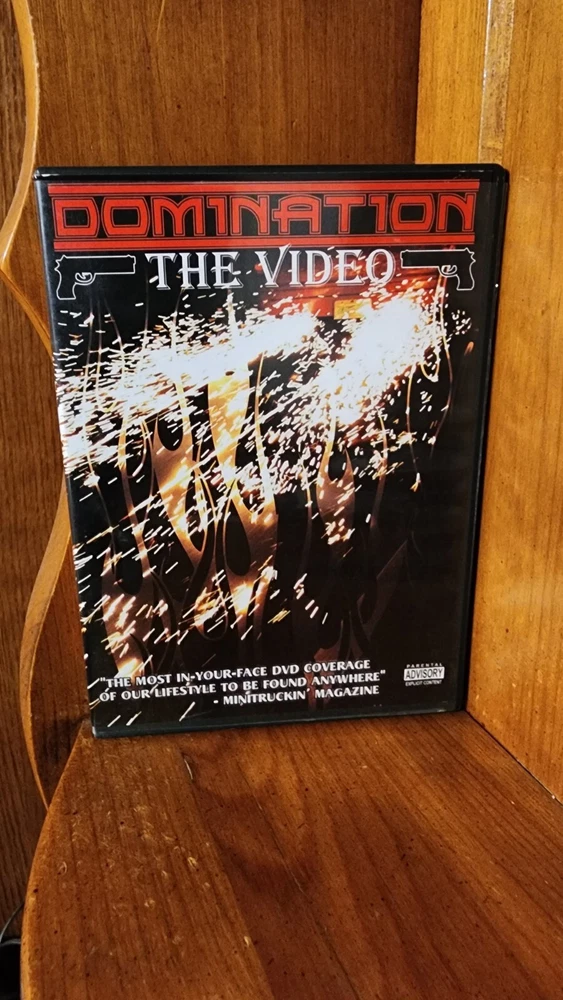 DOM1NAT1ON
THE VIDEO
"THE MOST IN-YOUR-FACE DVD COVERAGE
OF OUR LIFESTYLE TO BE FOUND ANYWHERE"
- MINITRUCKIN' MAGAZINE
PARENTAL
ADVISORY
EXPLICIT CONTENT